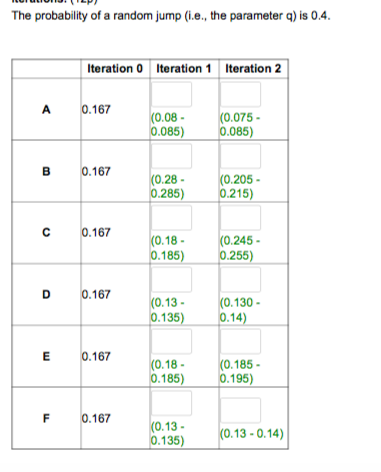 The probability of a random jump (i.e., the parameter q) is 0.4.
Iteration 0 Iteration 1 Iteration 2
A 0.167
(0.08 - (0.075 -
0.085) 0.085)
B 0.167
(0.28 - (0.205 -
0.285) 0.215)
C 0.167
(0.18 - (0.245 -
0.185) 0.255)
D 0.167
(0.13 - (0.130 -
0.135) 0.14)
E 0.167
(0.18 - (0.185 -
0.185) 0.195)
F 0.167
(0.13 - (0.13 - 0.14)
0.135)